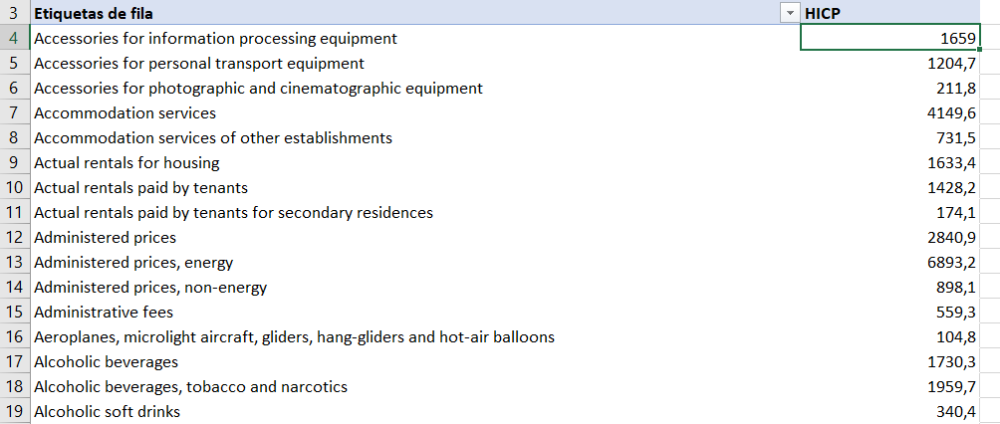 3 Etiquetas de fila HICP
4 Accessories for information processing equipment 1659
5 Accessories for personal transport equipment 1204,7
6 Accessories for photographic and cinematographic equipment 211,8
7 Accommodation services 4149,6
8 Accommodation services of other establishments 731,5
9 Actual rentals for housing 1633,4
10 Actual rentals paid by tenants 1428,2
11 Actual rentals paid by tenants for secondary residences 174,1
12 Administered prices 2840,9
13 Administered prices, energy 6893,2
14 Administered prices, non-energy 898,1
15 Administrative fees 559,3
16 Aeroplanes, microlight aircraft, gliders, hang-gliders and hot-air balloons 104,8
17 Alcoholic beverages 1730,3
18 Alcoholic beverages, tobacco and narcotics 1959,7
19 Alcoholic soft drinks 340,4